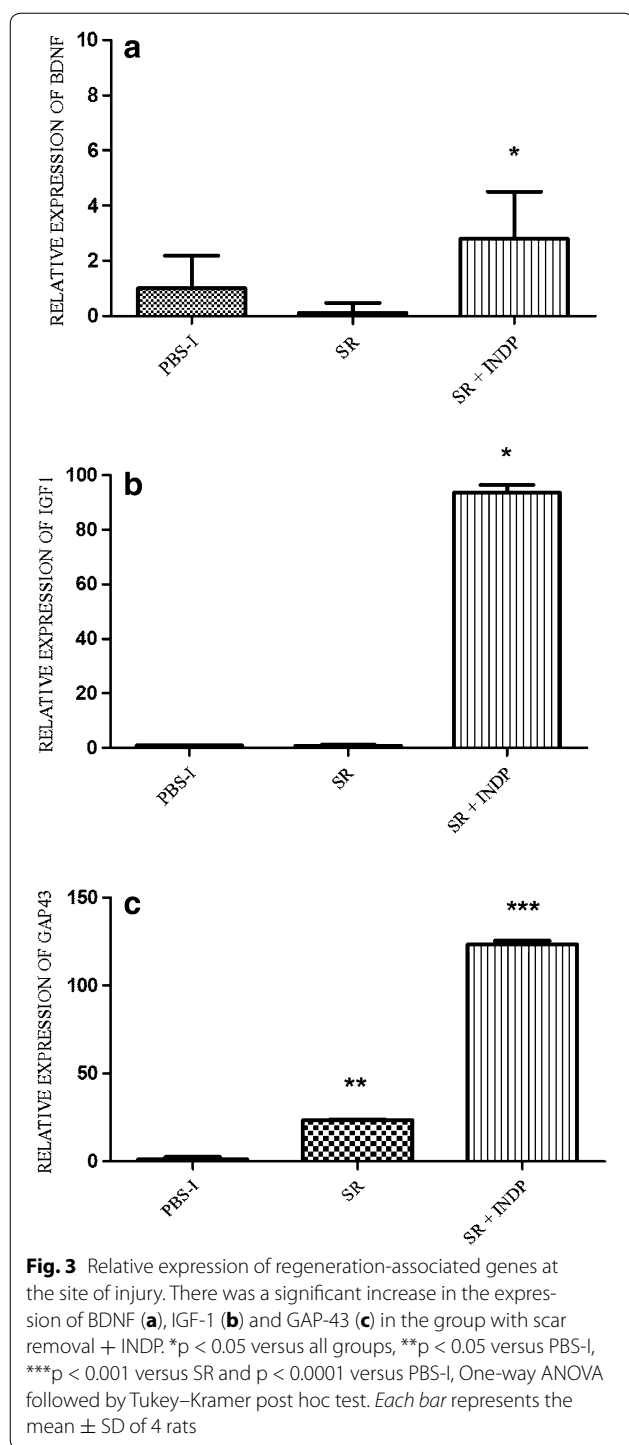 a
RELATIVE EXPRESSION OF BDNF
10
8
6
4
2
0
*
PBS-I
SR
SR + INDP
b
RELATIVE EXPRESSION OF IGF1
100
80
60
40
20
0
*
PBS-I
SR
SR + INDP
c
RELATIVE EXPRESSION OF GAP43
150
100
50
0
**
***
PBS-I
SR
SR + INDP
Fig. 3 Relative expression of regeneration-associated genes at
the site of injury. There was a significant increase in the expres-
sion of BDNF (a), IGF-1 (b) and GAP-43 (c) in the group with scar
removal + INDP. *p < 0.05 versus all groups, **p < 0.05 versus PBS-I,
***p < 0.001 versus SR and p < 0.0001 versus PBS-I, One-way ANOVA
followed by Tukey–Kramer post hoc test. Each bar represents the
mean ± SD of 4 rats